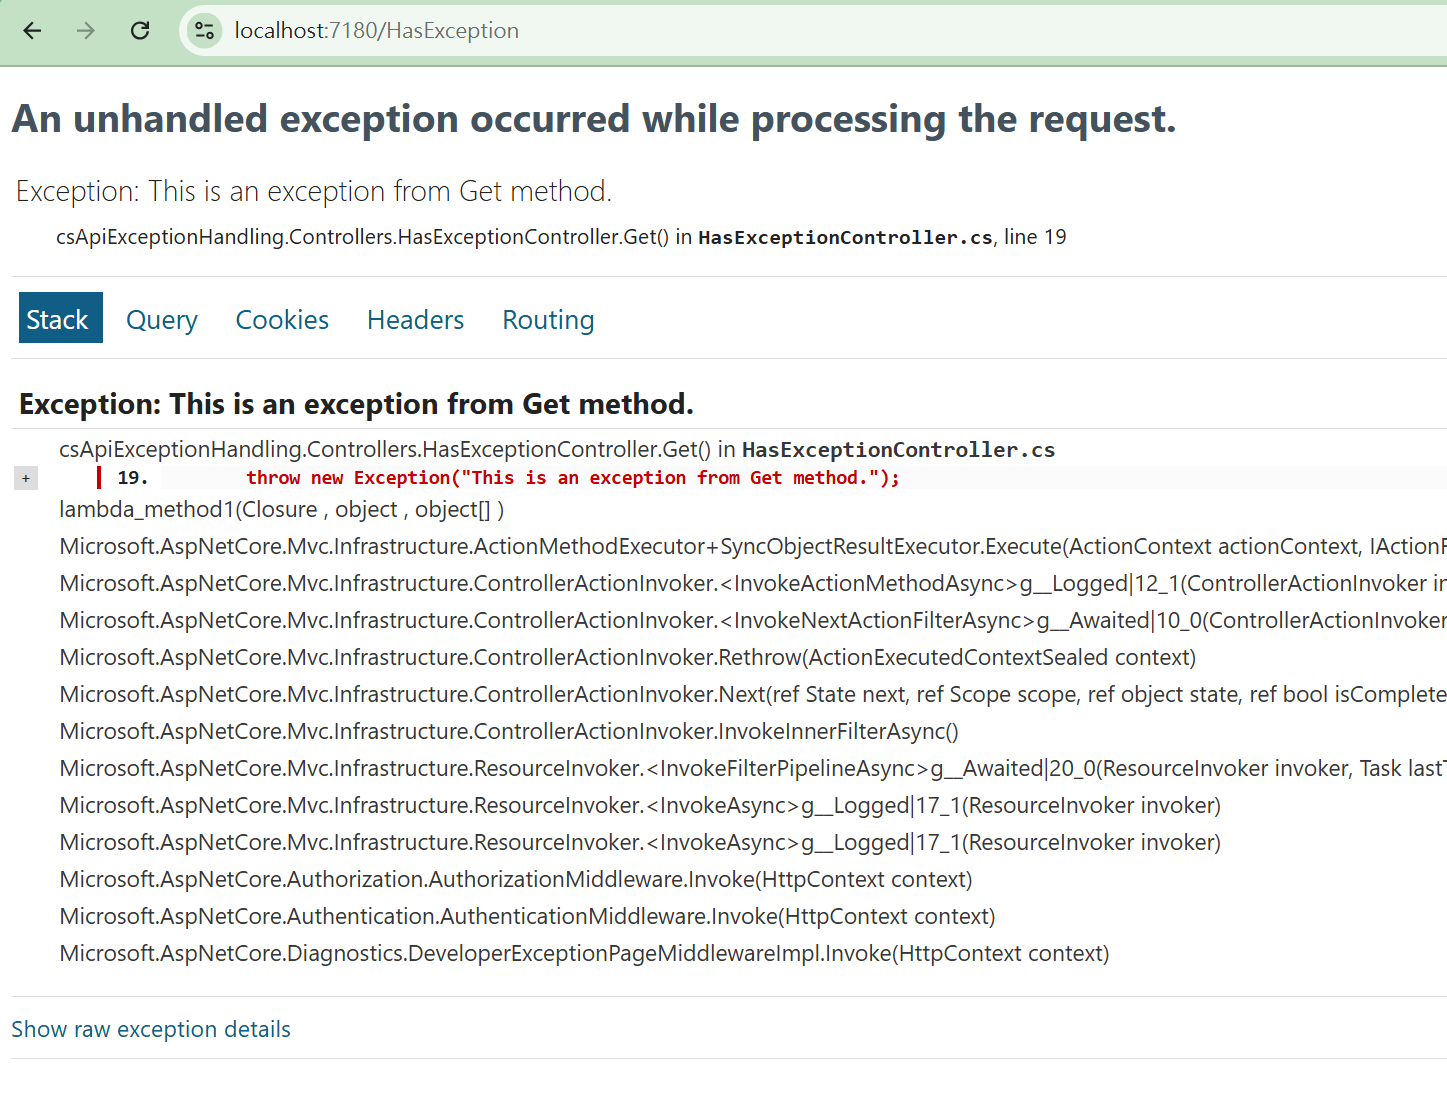 localhost:7180/HasException
An unhandled exception occurred while processing the request.
Exception: This is an exception from Get method.
csApiExceptionHandling.Controllers.HasExceptionController.Get() in HasExceptionController.cs, line 19
Stack Query Cookies Headers Routing
Exception: This is an exception from Get method.
csApiExceptionHandling.Controllers.HasExceptionController.Get() in HasExceptionController.cs
+ 19. throw new Exception("This is an exception from Get method.");
lambda_method1(Closure , object , object[] )
Microsoft.AspNetCore.Mvc.Infrastructure.ActionMethodExecutor+SyncObjectResultExecutor.Execute(ActionContext actionContext, IActionR
Microsoft.AspNetCore.Mvc.Infrastructure.ControllerActionInvoker.<InvokeActionMethodAsync>g__Logged|12_1(ControllerActionInvoker in
Microsoft.AspNetCore.Mvc.Infrastructure.ControllerActionInvoker.<InvokeNextActionFilterAsync>g__Awaited|10_0(ControllerActionInvoker
Microsoft.AspNetCore.Mvc.Infrastructure.ControllerActionInvoker.Rethrow(ActionExecutedContextSealed context)
Microsoft.AspNetCore.Mvc.Infrastructure.ControllerActionInvoker.Next(ref State next, ref Scope scope, ref object state, ref bool isComplete
Microsoft.AspNetCore.Mvc.Infrastructure.ControllerActionInvoker.InvokeInnerFilterAsync()
Microsoft.AspNetCore.Mvc.Infrastructure.ResourceInvoker.<InvokeFilterPipelineAsync>g__Awaited|20_0(ResourceInvoker invoker, Task lastT
Microsoft.AspNetCore.Mvc.Infrastructure.ResourceInvoker.<InvokeAsync>g__Logged|17_1(ResourceInvoker invoker)
Microsoft.AspNetCore.Mvc.Infrastructure.ResourceInvoker.<InvokeAsync>g__Logged|17_1(ResourceInvoker invoker)
Microsoft.AspNetCore.Authorization.AuthorizationMiddleware.Invoke(HttpContext context)
Microsoft.AspNetCore.Authentication.AuthenticationMiddleware.Invoke(HttpContext context)
Microsoft.AspNetCore.Diagnostics.DeveloperExceptionPageMiddlewareImpl.Invoke(HttpContext context)
Show raw exception details